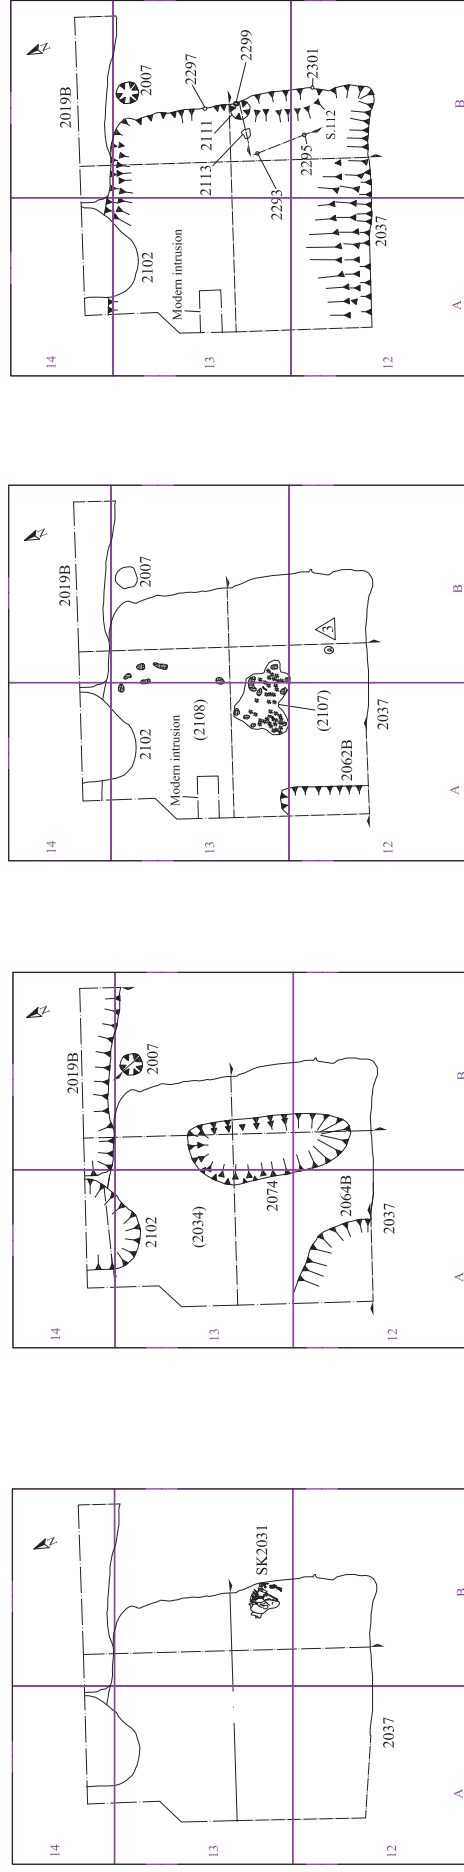 14
13
12
A
B
N
2019B
2007
2297
2299
2301
2111
2113
2293
2295
S.112
2102
Modern intrusion
2037
14
13
12
A
B
N
2019B
2007
2102
Modern intrusion
(2108)
(2107)
3
2062B
2037
14
13
12
A
B
N
2019B
2007
2102
(2034)
2074
2064B
2037
14
13
12
A
B
N
SK2031
2037